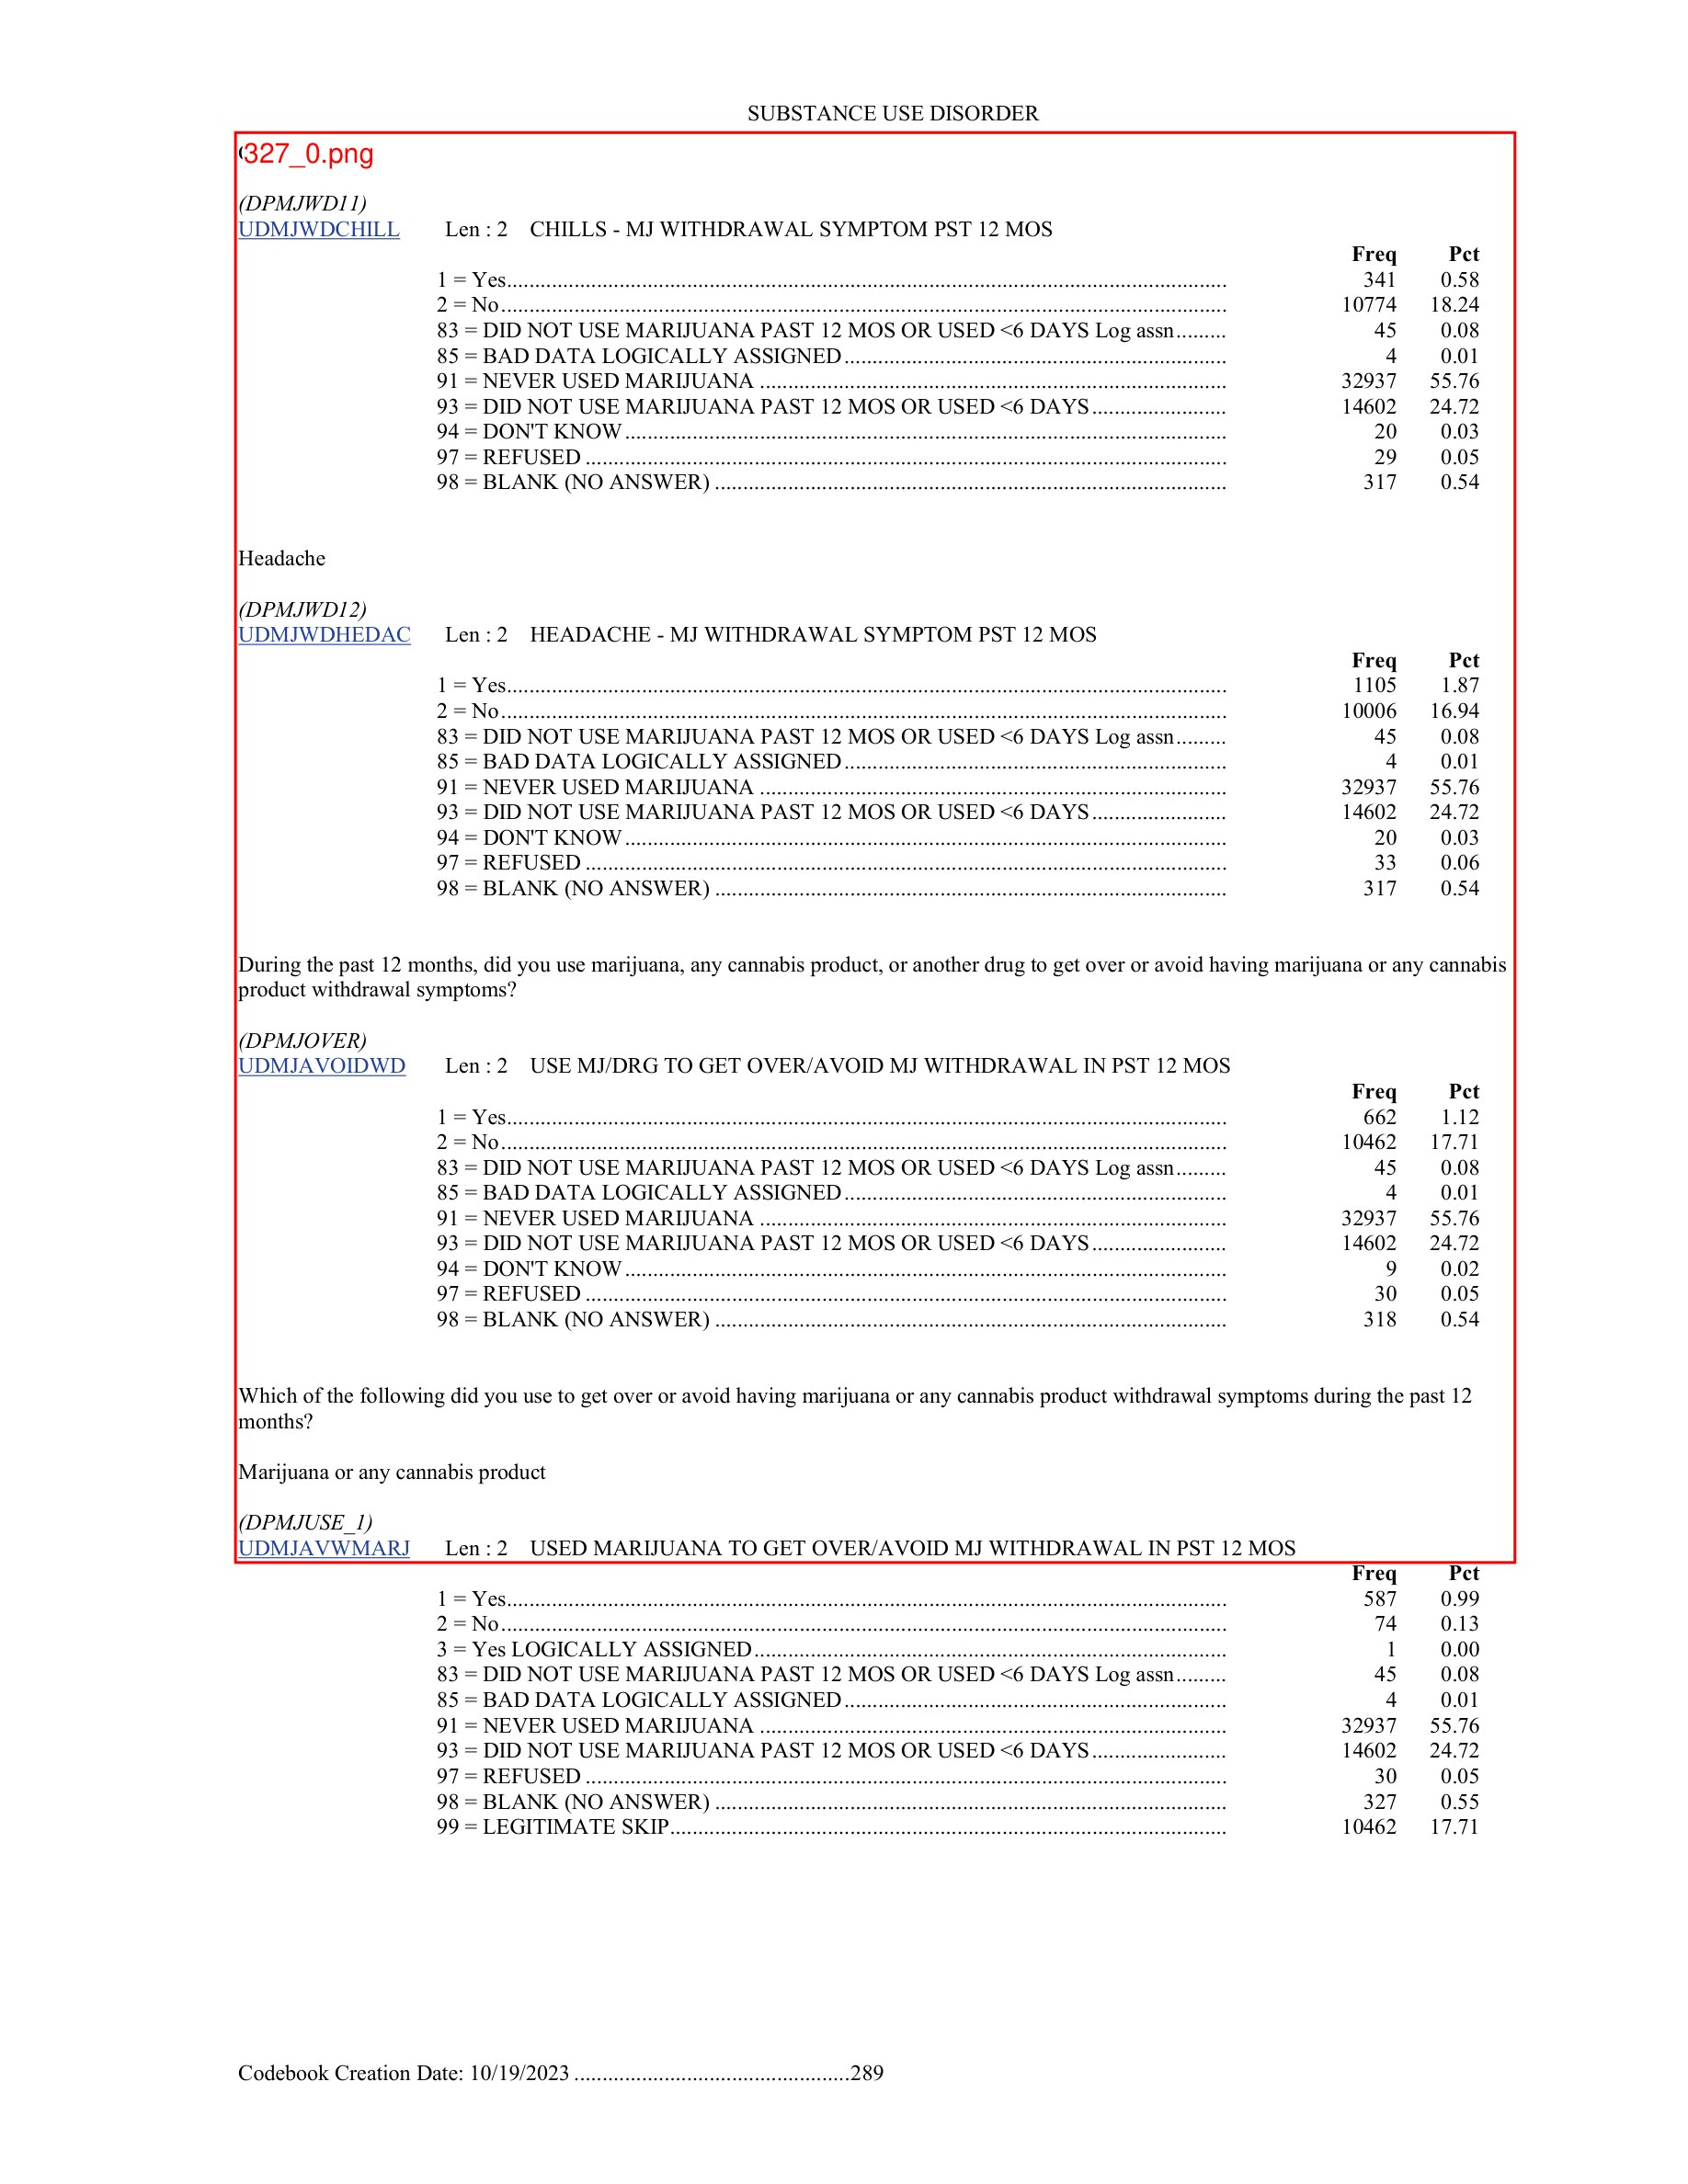 SUBSTANCE USE DISORDER
327_0.png
(DPMJWD11)
UDMJWDCHILL Len : 2 CHILLS - MJ WITHDRAWAL SYMPTOM PST 12 MOS
Freq Pct
1 = Yes 341 0.58
2 = No 10774 18.24
83 = DID NOT USE MARIJUANA PAST 12 MOS OR USED <6 DAYS Log assn 45 0.08
85 = BAD DATA LOGICALLY ASSIGNED 4 0.01
91 = NEVER USED MARIJUANA 32937 55.76
93 = DID NOT USE MARIJUANA PAST 12 MOS OR USED <6 DAYS 14602 24.72
94 = DON'T KNOW 20 0.03
97 = REFUSED 29 0.05
98 = BLANK (NO ANSWER) 317 0.54
Headache
(DPMJWD12)
UDMJWDHEDAC Len : 2 HEADACHE - MJ WITHDRAWAL SYMPTOM PST 12 MOS
Freq Pct
1 = Yes 1105 1.87
2 = No 10006 16.94
83 = DID NOT USE MARIJUANA PAST 12 MOS OR USED <6 DAYS Log assn 45 0.08
85 = BAD DATA LOGICALLY ASSIGNED 4 0.01
91 = NEVER USED MARIJUANA 32937 55.76
93 = DID NOT USE MARIJUANA PAST 12 MOS OR USED <6 DAYS 14602 24.72
94 = DON'T KNOW 20 0.03
97 = REFUSED 33 0.06
98 = BLANK (NO ANSWER) 317 0.54
During the past 12 months, did you use marijuana, any cannabis product, or another drug to get over or avoid having marijuana or any cannabis
product withdrawal symptoms?
(DPMJOVER)
UDMJAVOIDWD Len : 2 USE MJ/DRG TO GET OVER/AVOID MJ WITHDRAWAL IN PST 12 MOS
Freq Pct
1 = Yes 662 1.12
2 = No 10462 17.71
83 = DID NOT USE MARIJUANA PAST 12 MOS OR USED <6 DAYS Log assn 45 0.08
85 = BAD DATA LOGICALLY ASSIGNED 4 0.01
91 = NEVER USED MARIJUANA 32937 55.76
93 = DID NOT USE MARIJUANA PAST 12 MOS OR USED <6 DAYS 14602 24.72
94 = DON'T KNOW 9 0.02
97 = REFUSED 30 0.05
98 = BLANK (NO ANSWER) 318 0.54
Which of the following did you use to get over or avoid having marijuana or any cannabis product withdrawal symptoms during the past 12
months?
Marijuana or any cannabis product
(DPMJUSE_1)
UDMJAVWMARJ Len : 2 USED MARIJUANA TO GET OVER/AVOID MJ WITHDRAWAL IN PST 12 MOS
Freq Pct
1 = Yes 587 0.99
2 = No 74 0.13
3 = Yes LOGICALLY ASSIGNED 1 0.00
83 = DID NOT USE MARIJUANA PAST 12 MOS OR USED <6 DAYS Log assn 45 0.08
85 = BAD DATA LOGICALLY ASSIGNED 4 0.01
91 = NEVER USED MARIJUANA 32937 55.76
93 = DID NOT USE MARIJUANA PAST 12 MOS OR USED <6 DAYS 14602 24.72
97 = REFUSED 30 0.05
98 = BLANK (NO ANSWER) 327 0.55
99 = LEGITIMATE SKIP 10462 17.71
Codebook Creation Date: 10/19/2023 289